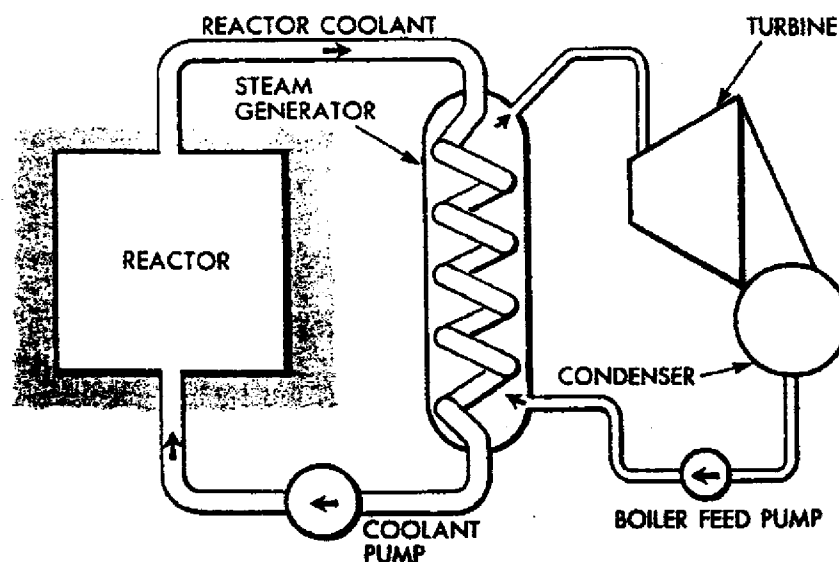 REACTOR COOLANT
TURBINE
STEAM
GENERATOR
REACTOR
CONDENSER
COOLANT
PUMP
BOILER FEED PUMP